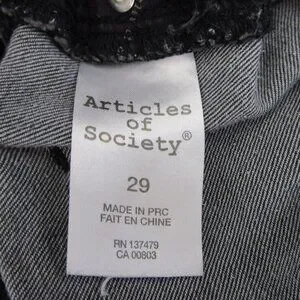 Articles
of
Society®
29
MADE IN PRC
FAIT EN CHINE
RN 137479
CA 00803